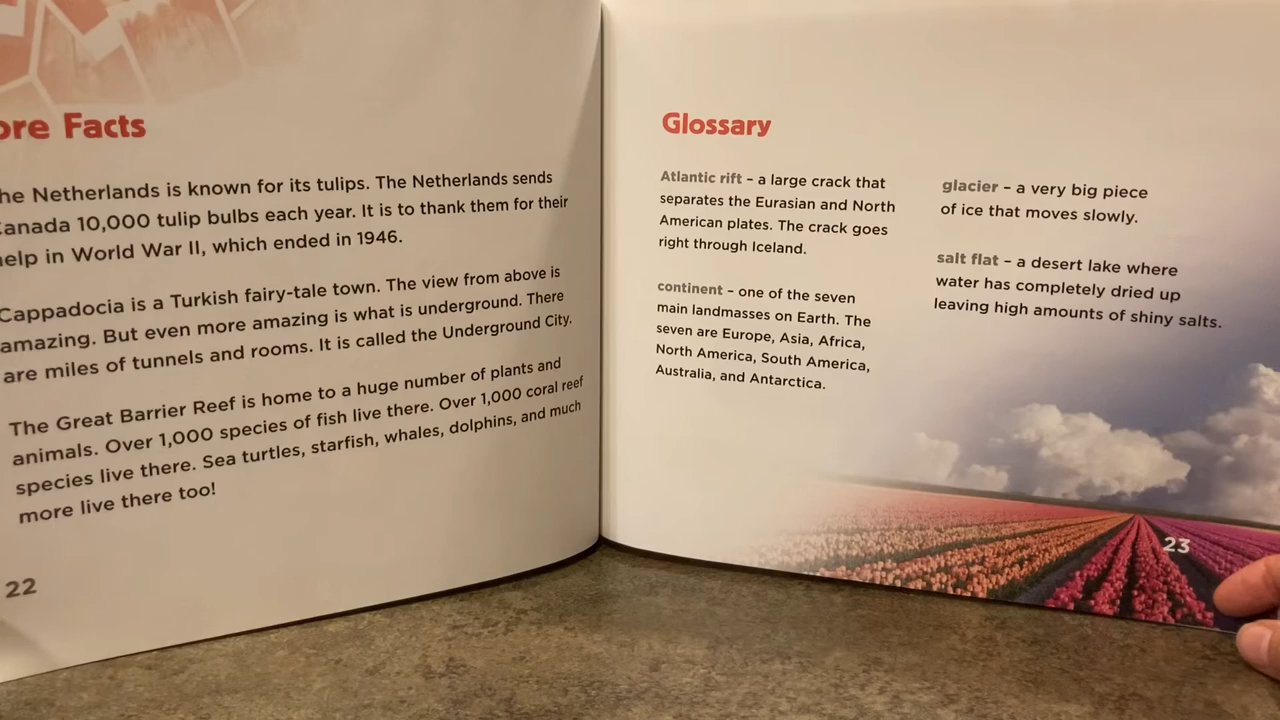 ore Facts
he Netherlands is known for its tulips. The Netherlands sends
Canada 10,000 tulip bulbs each year. It is to thank them for their
help in World War II, which ended in 1946.
Cappadocia is a Turkish fairy-tale town. The view from above is
amazing. But even more amazing is what is underground. There
are miles of tunnels and rooms. It is called the Underground City.
The Great Barrier Reef is home to a huge number of plants and
animals. Over 1,000 species of fish live there. Over 1,000 coral reef
species live there. Sea turtles, starfish, whales, dolphins, and much
more live there too!
22
Glossary
Atlantic rift – a large crack that
separates the Eurasian and North
American plates. The crack goes
right through Iceland.
continent – one of the seven
main landmasses on Earth. The
seven are Europe, Asia, Africa,
North America, South America,
Australia, and Antarctica.
glacier – a very big piece
of ice that moves slowly.
salt flat – a desert lake where
water has completely dried up
leaving high amounts of shiny salts.
23